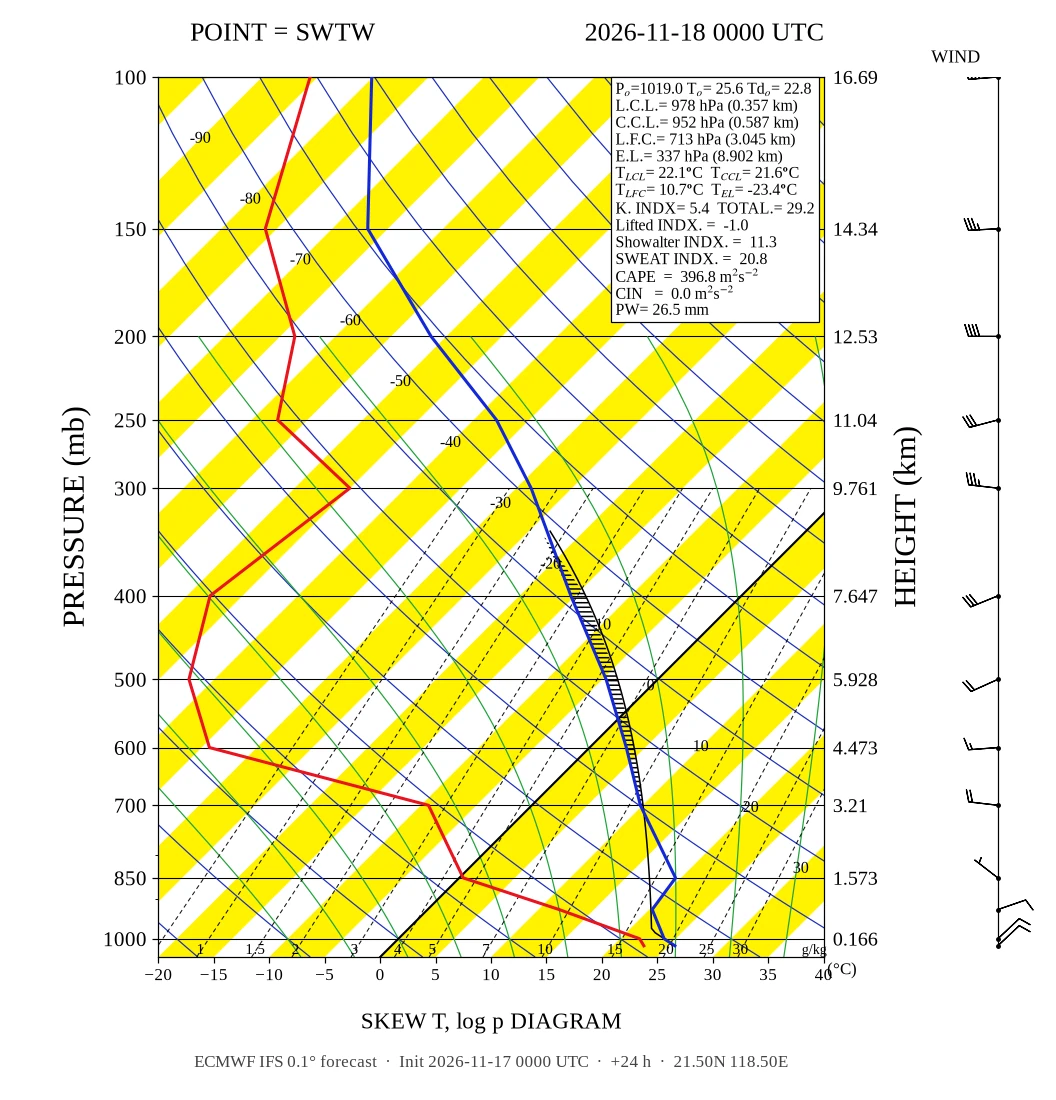 POINT = SWTW 2026-11-18 0000 UTC
WIND
100 16.69
Pₒ=1019.0 Tₒ= 25.6 Tdₒ= 22.8
L.C.L.= 978 hPa (0.357 km)
C.C.L.= 952 hPa (0.587 km)
L.F.C.= 713 hPa (3.045 km)
E.L.= 337 hPa (8.902 km)
T_LCL= 22.1°C T_CCL= 21.6°C
T_LFC= 10.7°C T_EL= -23.4°C
K. INDX= 5.4 TOTAL.= 29.2
Lifted INDX. = -1.0
Showalter INDX. = 11.3
SWEAT INDX. = 20.8
CAPE = 396.8 m²s⁻²
CIN = 0.0 m²s⁻²
PW= 26.5 mm
-90
-80
150 14.34
-70
-60
200 12.53
-50
250 11.04
-40
300 9.761
-30
-20
400 7.647
-10
500 5.928
0
600 4.473
10
700 3.21
20
850 1.573
30
1000 0.166
1 1.5 2 3 4 5 7 10 15 20 25 30 g/kg
−20 −15 −10 −5 0 5 10 15 20 25 30 35 40 (°C)
PRESSURE (mb)
HEIGHT (km)
SKEW T, log p DIAGRAM
ECMWF IFS 0.1° forecast · Init 2026-11-17 0000 UTC · +24 h · 21.50N 118.50E